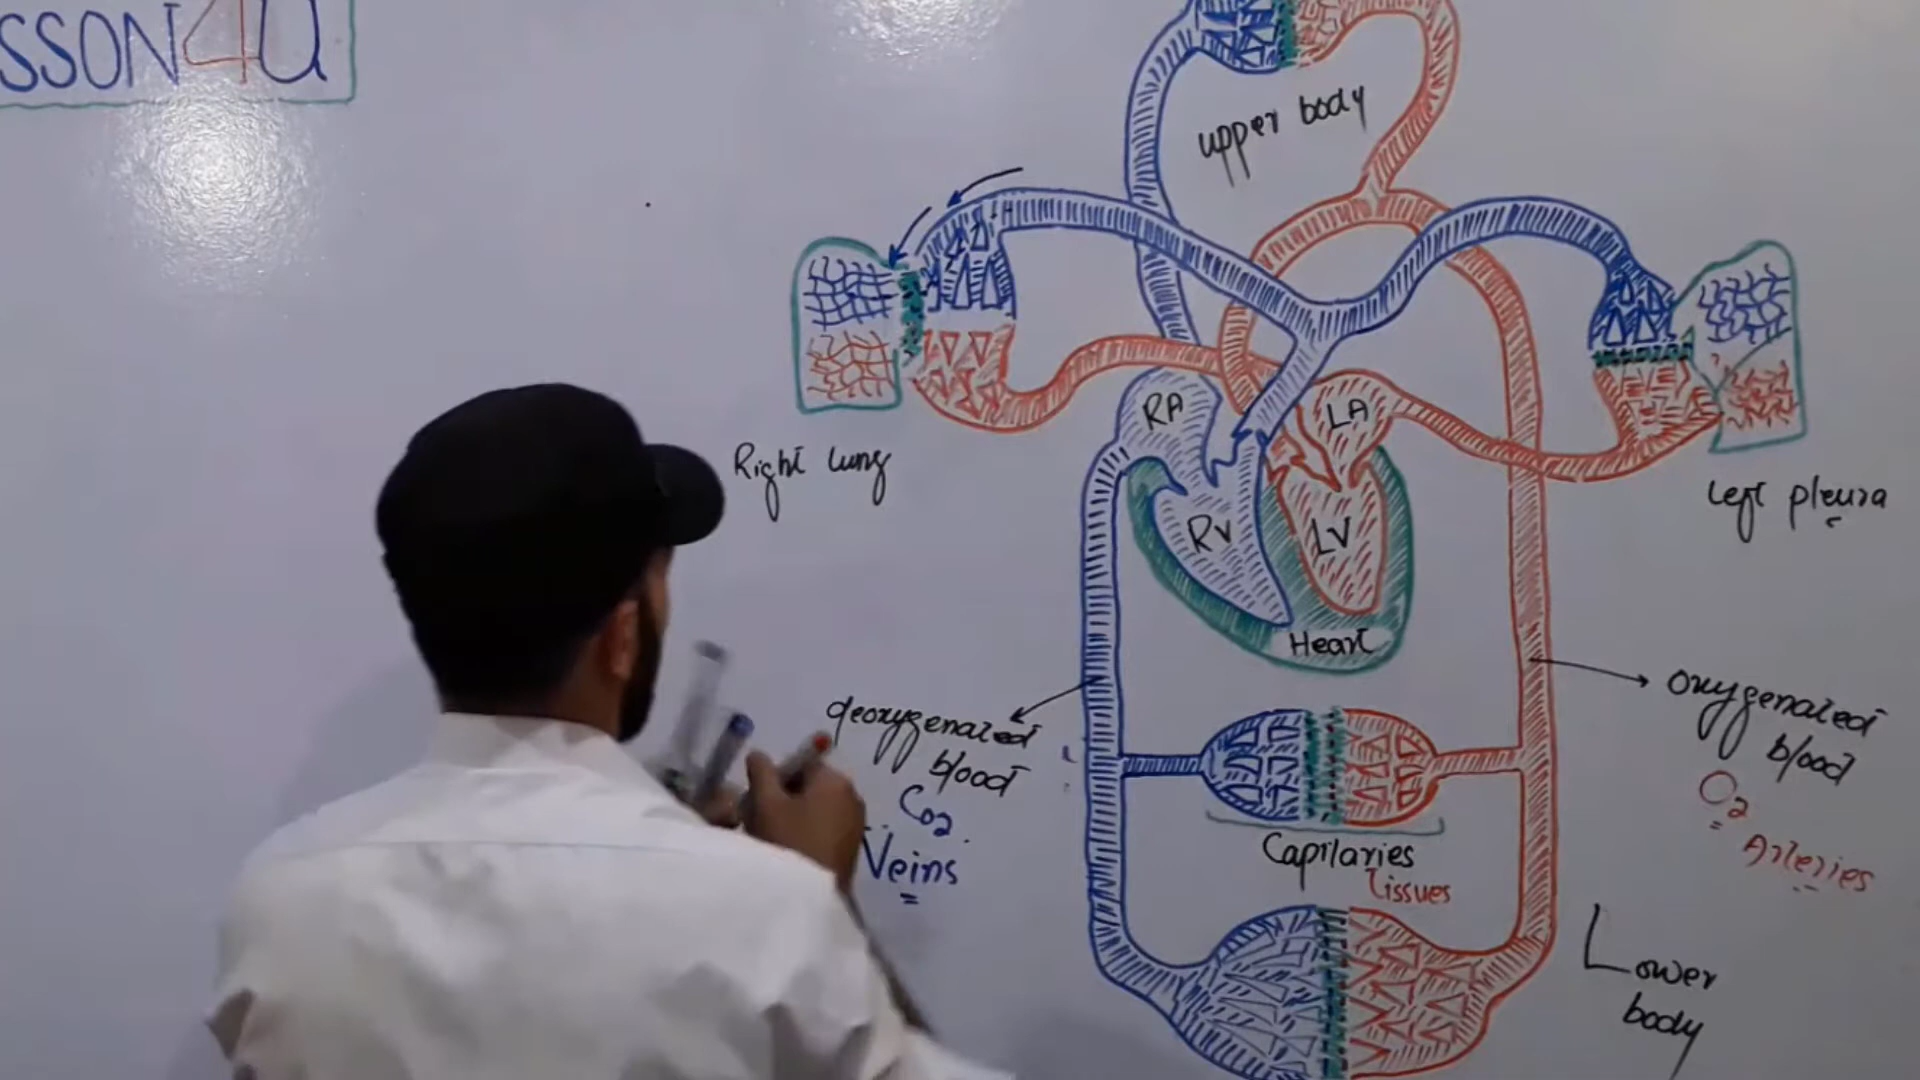 SSON4U
upper body
RA
LA
Right lung
RV
LV
left pleura
Heart
deoxygenated
blood
Co2
Veins
oxygenated
blood
O2
Arteries
Capilaries
Tissues
Lower
body